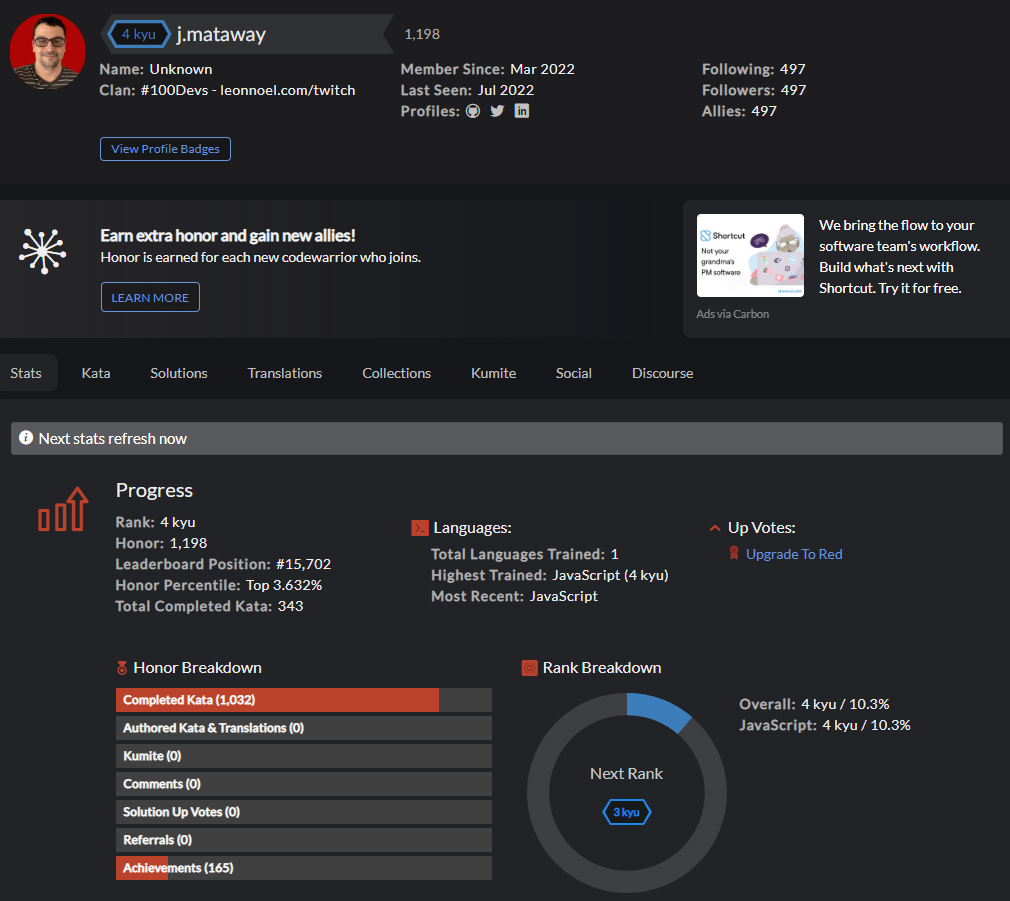 4 kyu j.mataway 1,198
Name: Unknown
Clan: #100Devs - leonnoel.com/twitch
Member Since: Mar 2022
Last Seen: Jul 2022
Profiles:
Following: 497
Followers: 497
Allies: 497
View Profile Badges
Earn extra honor and gain new allies!
Honor is earned for each new codewarrior who joins.
LEARN MORE
Shortcut
Not your
grandma's
PM software
shortcut.com
We bring the flow to your
software team's workflow.
Build what's next with
Shortcut. Try it for free.
Ads via Carbon
Stats Kata Solutions Translations Collections Kumite Social Discourse
Next stats refresh now
Progress
Rank: 4 kyu
Honor: 1,198
Leaderboard Position: #15,702
Honor Percentile: Top 3.632%
Total Completed Kata: 343
Languages:
Total Languages Trained: 1
Highest Trained: JavaScript (4 kyu)
Most Recent: JavaScript
Up Votes:
Upgrade To Red
Honor Breakdown
Completed Kata (1,032)
Authored Kata & Translations (0)
Kumite (0)
Comments (0)
Solution Up Votes (0)
Referrals (0)
Achievements (165)
Rank Breakdown
Next Rank
3 kyu
Overall: 4 kyu / 10.3%
JavaScript: 4 kyu / 10.3%